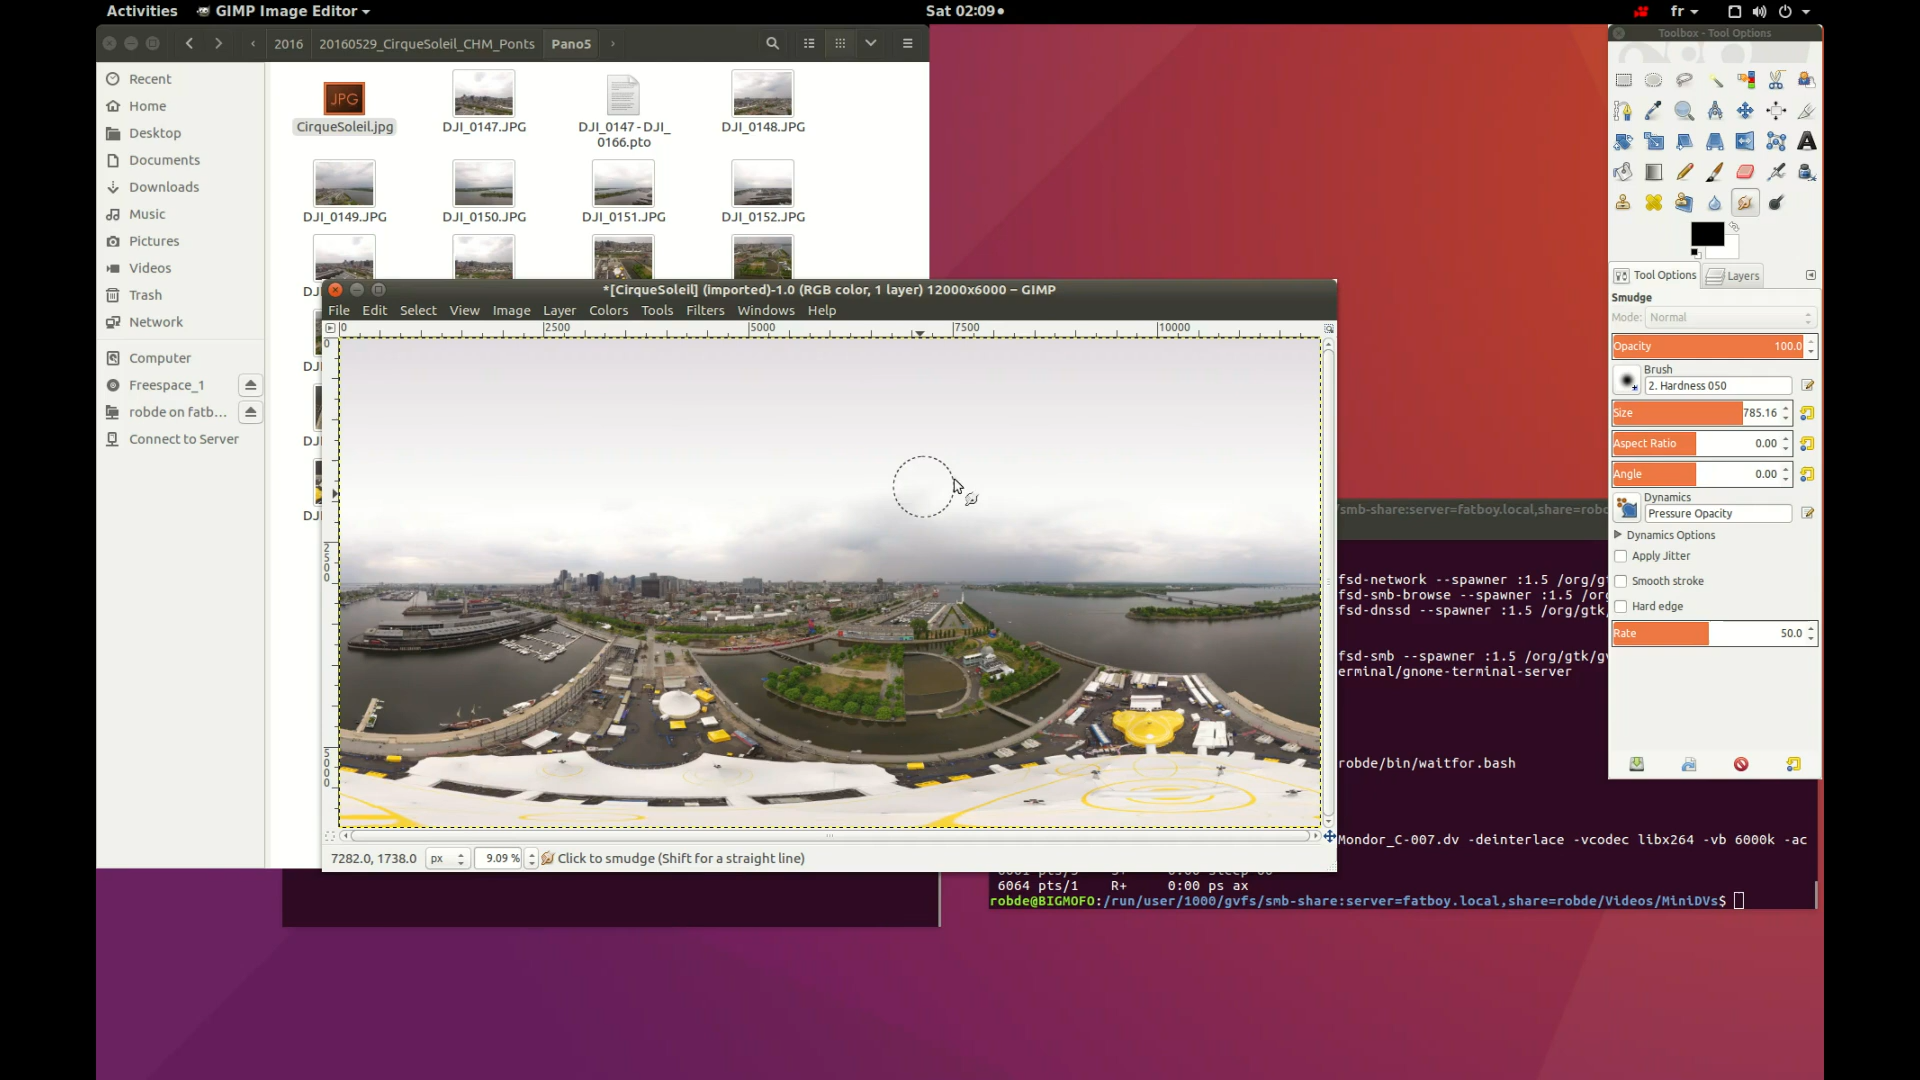 Activities GIMP Image Editor Sat 02:09 fr
2016 20160529_CirqueSoleil_CHM_Ponts Pano5
Toolbox - Tool Options
Recent
Home
Desktop
Documents
Downloads
Music
Pictures
Videos
Trash
Network
Computer
Freespace_1
robde on fatb...
Connect to Server
JPG
CirqueSoleil.jpg DJI_0147.JPG DJI_0147-DJI_ DJI_0148.JPG
0166.pto
DJI_0149.JPG DJI_0150.JPG DJI_0151.JPG DJI_0152.JPG
DJ
DJ
DJ
DJ
*[CirqueSoleil] (imported)-1.0 (RGB color, 1 layer) 12000x6000 – GIMP
File Edit Select View Image Layer Colors Tools Filters Windows Help
0 2500 5000 7500 10000
0
2500
5000
7282.0, 1738.0 px 9.09 % Click to smudge (Shift for a straight line)
Tool Options Layers
Smudge
Mode: Normal
Opacity 100.0
Brush
2. Hardness 050
Size 785.16
Aspect Ratio 0.00
Angle 0.00
Dynamics
Pressure Opacity
Dynamics Options
Apply Jitter
Smooth stroke
Hard edge
Rate 50.0
/smb-share:server=fatboy.local,share=robd
fsd-network --spawner :1.5 /org/gt
fsd-smb-browse --spawner :1.5 /org
fsd-dnssd --spawner :1.5 /org/gtk/
fsd-smb --spawner :1.5 /org/gtk/gv
erminal/gnome-terminal-server
robde/bin/waitfor.bash
Mondor_C-007.dv -deinterlace -vcodec libx264 -vb 6000k -ac
6064 pts/1 R+ 0:00 ps ax
robde@BIGMOFO:/run/user/1000/gvfs/smb-share:server=fatboy.local,share=robde/Videos/MiniDVs$